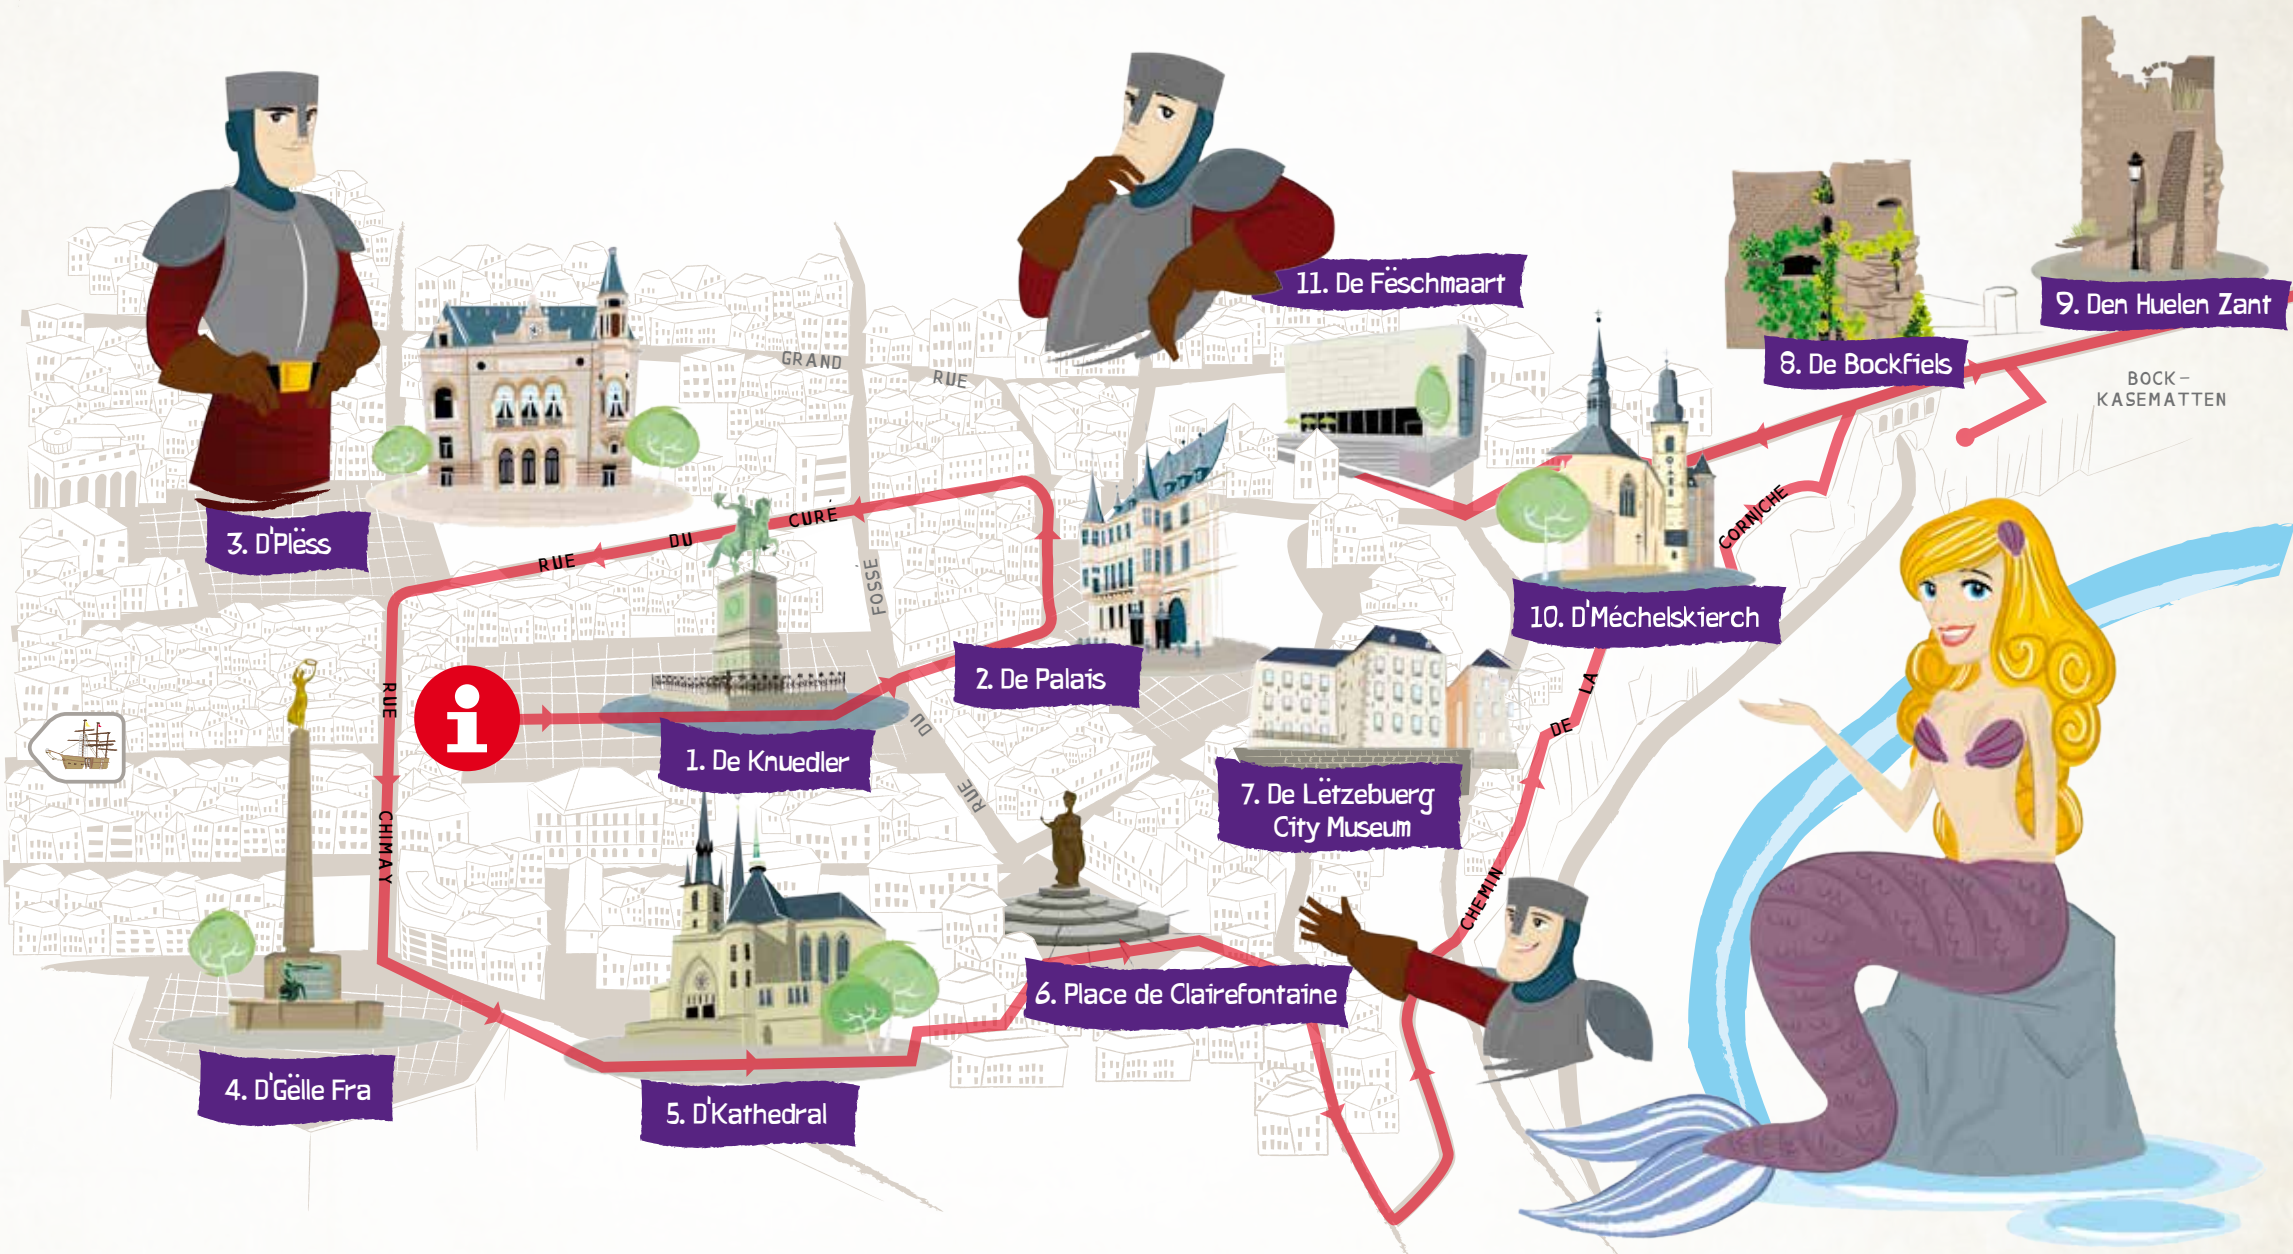 11. De Fëschmaart
9. Den Huelen Zant
8. De Bockfiels
GRAND RUE
BOCK-
KASEMATTEN
3. D'Plëss
RUE DU CURÉ
CORNICHE
10. D'Méchelskierch
RUE DU FOSSÉ
2. De Palais
i
1. De Knuedler
RUE CHIMAY
7. De Lëtzebuerg
City Museum
CHEMIN DE LA
6. Place de Clairefontaine
4. D'Gëlle Fra
5. D'Kathedral